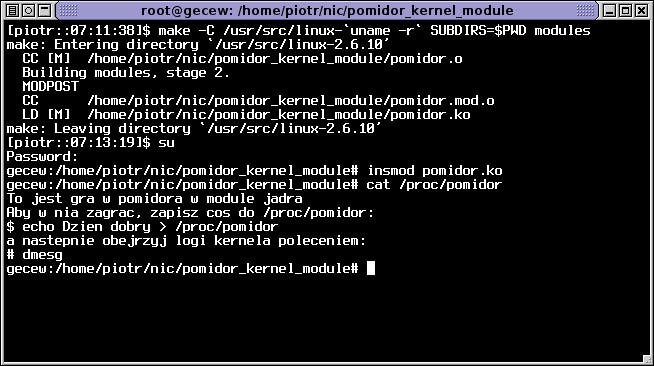 root@gecew: /home/piotr/nic/pomidor_kernel_module
[piotr::07:11:38]$ make -C /usr/src/linux-`uname -r` SUBDIRS=$PWD modules
make: Entering directory `/usr/src/linux-2.6.10'
  CC [M]  /home/piotr/nic/pomidor_kernel_module/pomidor.o
  Building modules, stage 2.
  MODPOST
  CC      /home/piotr/nic/pomidor_kernel_module/pomidor.mod.o
  LD [M]  /home/piotr/nic/pomidor_kernel_module/pomidor.ko
make: Leaving directory `/usr/src/linux-2.6.10'
[piotr::07:13:19]$ su
Password:
gecew:/home/piotr/nic/pomidor_kernel_module# insmod pomidor.ko
gecew:/home/piotr/nic/pomidor_kernel_module# cat /proc/pomidor
To jest gra w pomidora w module jadra
Aby w nia zagrac, zapisz cos do /proc/pomidor:
$ echo Dzien dobry > /proc/pomidor
a nastepnie obejrzyj logi kernela poleceniem:
# dmesg
gecew:/home/piotr/nic/pomidor_kernel_module#